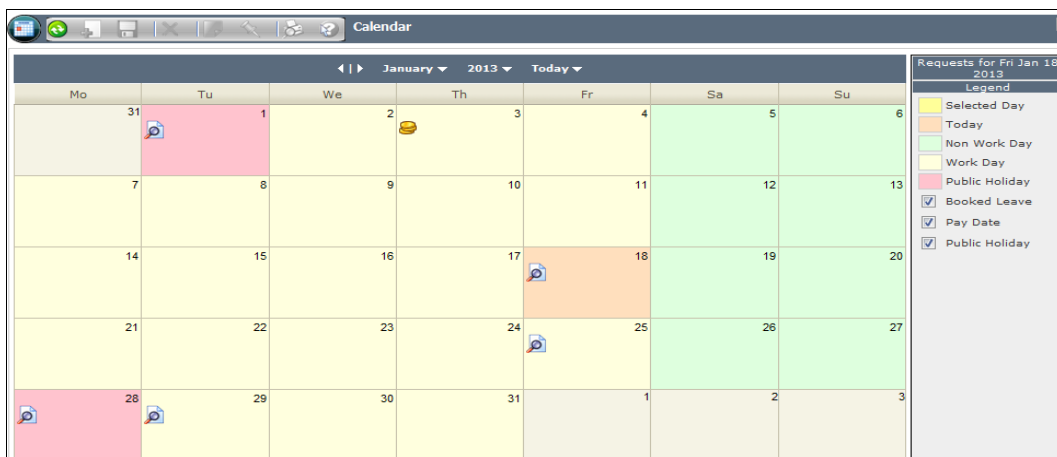 Calendar
January 2013 Today
Requests for Fri Jan 18
2013
Legend
Mo Tu We Th Fr Sa Su
31 1 2 3 4 5 6
7 8 9 10 11 12 13
14 15 16 17 18 19 20
21 22 23 24 25 26 27
28 29 30 31 1 2 3
Selected Day
Today
Non Work Day
Work Day
Public Holiday
Booked Leave
Pay Date
Public Holiday